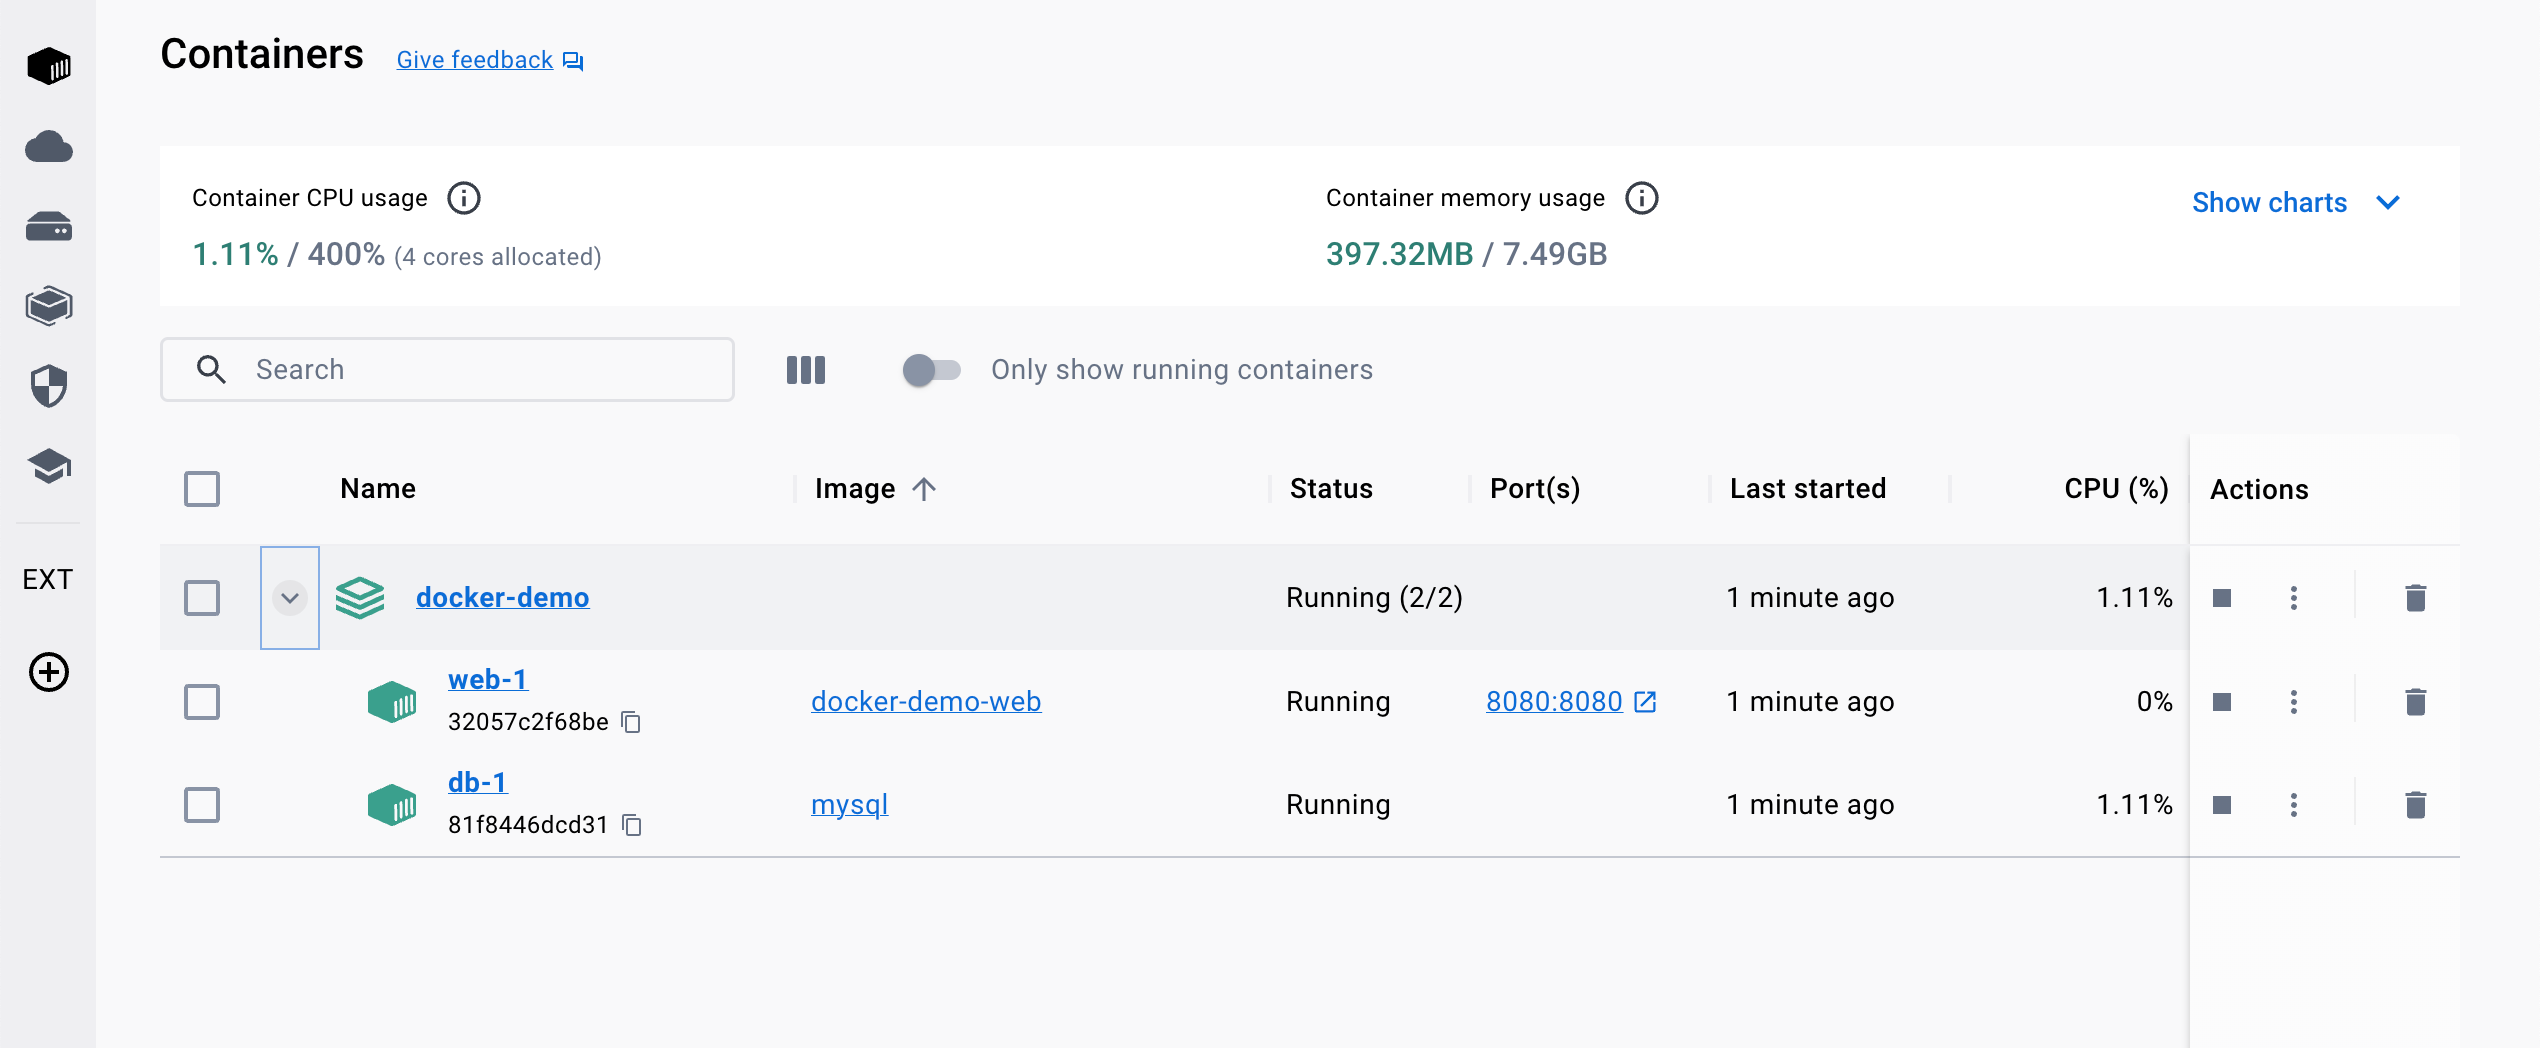 Containers Give feedback
Container CPU usage
1.11% / 400% (4 cores allocated)
Container memory usage
397.32MB / 7.49GB
Show charts
Search
Only show running containers
Name Image Status Port(s) Last started CPU (%) Actions
docker-demo Running (2/2) 1 minute ago 1.11%
web-1
32057c2f68be
docker-demo-web Running 8080:8080 1 minute ago 0%
db-1
81f8446dcd31
mysql Running 1 minute ago 1.11%
EXT